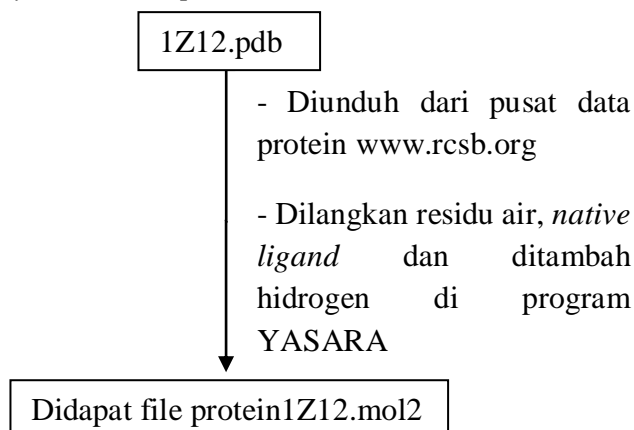 1Z12.pdb
- Diunduh dari pusat data
protein www.rcsb.org
- Dilangkan residu air, native
ligand dan ditambah
hidrogen di program
YASARA
Didapat file protein1Z12.mol2